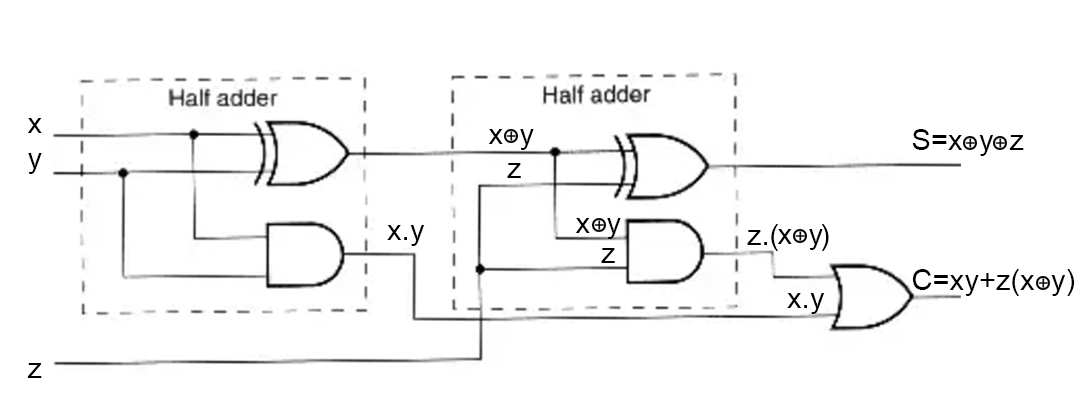 Half adder
Half adder
x
y
x⊕y
z
S=x⊕y⊕z
x.y
x⊕y
z
z.(x⊕y)
x.y
C=xy+z(x⊕y)
z